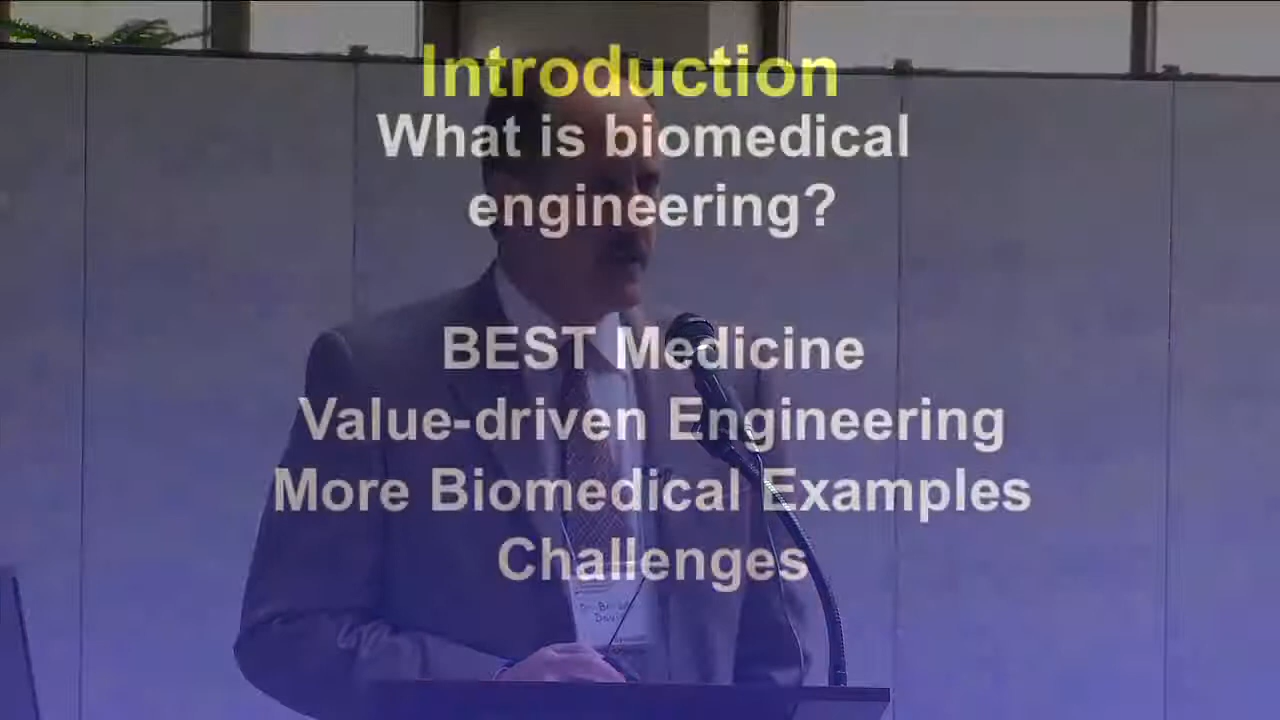 Introduction
What is biomedical
engineering?
BEST Medicine
Value-driven Engineering
More Biomedical Examples
Challenges